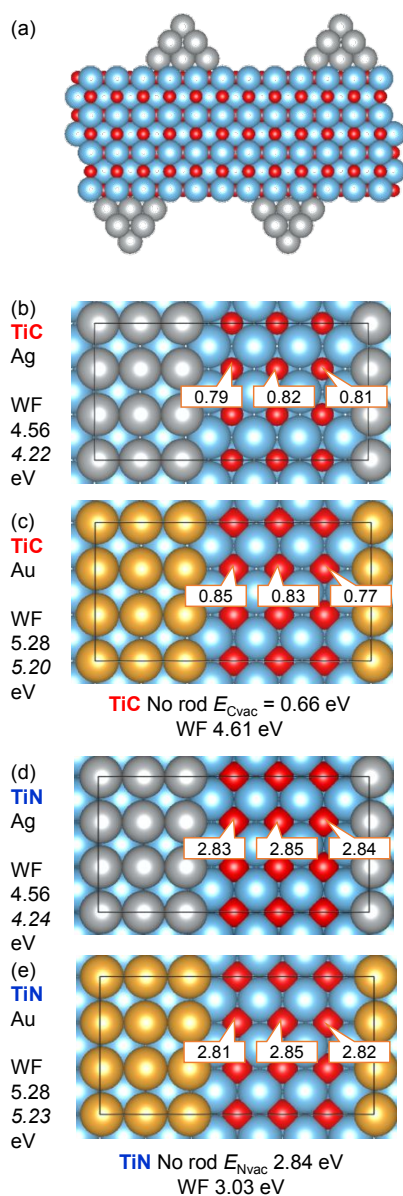 (a)
(b)
TiC
Ag
WF
4.56
4.22
eV
0.79 0.82 0.81
(c)
TiC
Au
WF
5.28
5.20
eV
0.85 0.83 0.77
TiC No rod E_Cvac = 0.66 eV
WF 4.61 eV
(d)
TiN
Ag
WF
4.56
4.24
eV
2.83 2.85 2.84
(e)
TiN
Au
WF
5.28
5.23
eV
2.81 2.85 2.82
TiN No rod E_Nvac 2.84 eV
WF 3.03 eV